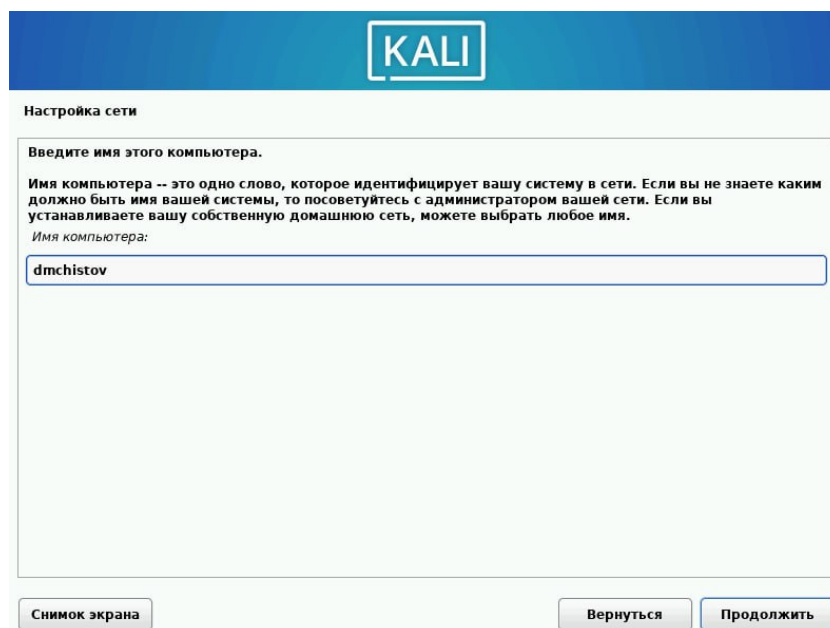 KALI
Настройка сети
Введите имя этого компьютера.
Имя компьютера -- это одно слово, которое идентифицирует вашу систему в сети. Если вы не знаете каким
должно быть имя вашей системы, то посоветуйтесь с администратором вашей сети. Если вы
устанавливаете вашу собственную домашнюю сеть, можете выбрать любое имя.
Имя компьютера:
dmchistov
Снимок экрана
Вернуться
Продолжить